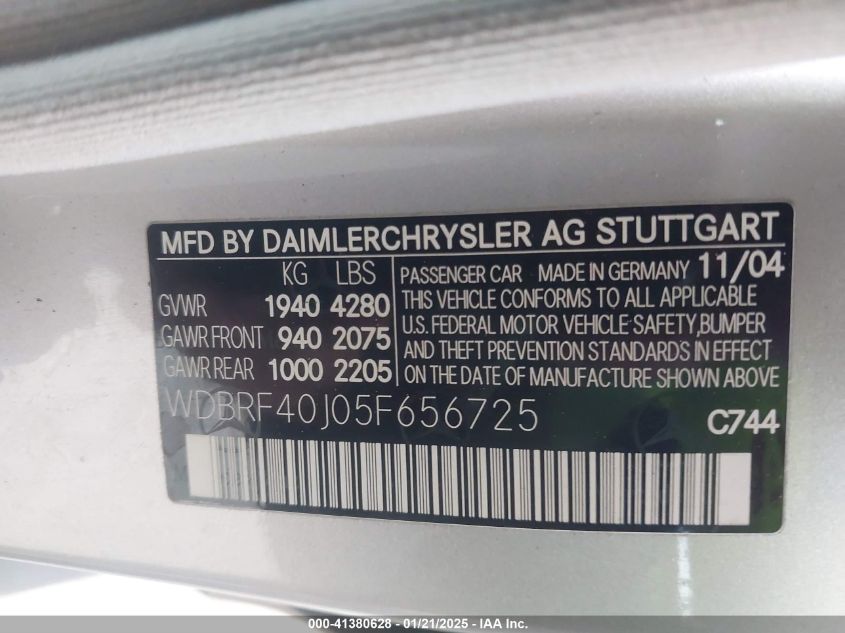 MFD BY DAIMLERCHRYSLER AG STUTTGART
KG LBS
GVWR 1940 4280
GAWR FRONT 940 2075
GAWR REAR 1000 2205
PASSENGER CAR MADE IN GERMANY 11/04
THIS VEHICLE CONFORMS TO ALL APPLICABLE
U.S. FEDERAL MOTOR VEHICLE SAFETY,BUMPER
AND THEFT PREVENTION STANDARDS IN EFFECT
ON THE DATE OF MANUFACTURE SHOWN ABOVE
WDBRF40J05F656725
C744
000-41380628 - 01/21/2025 - IAA Inc.